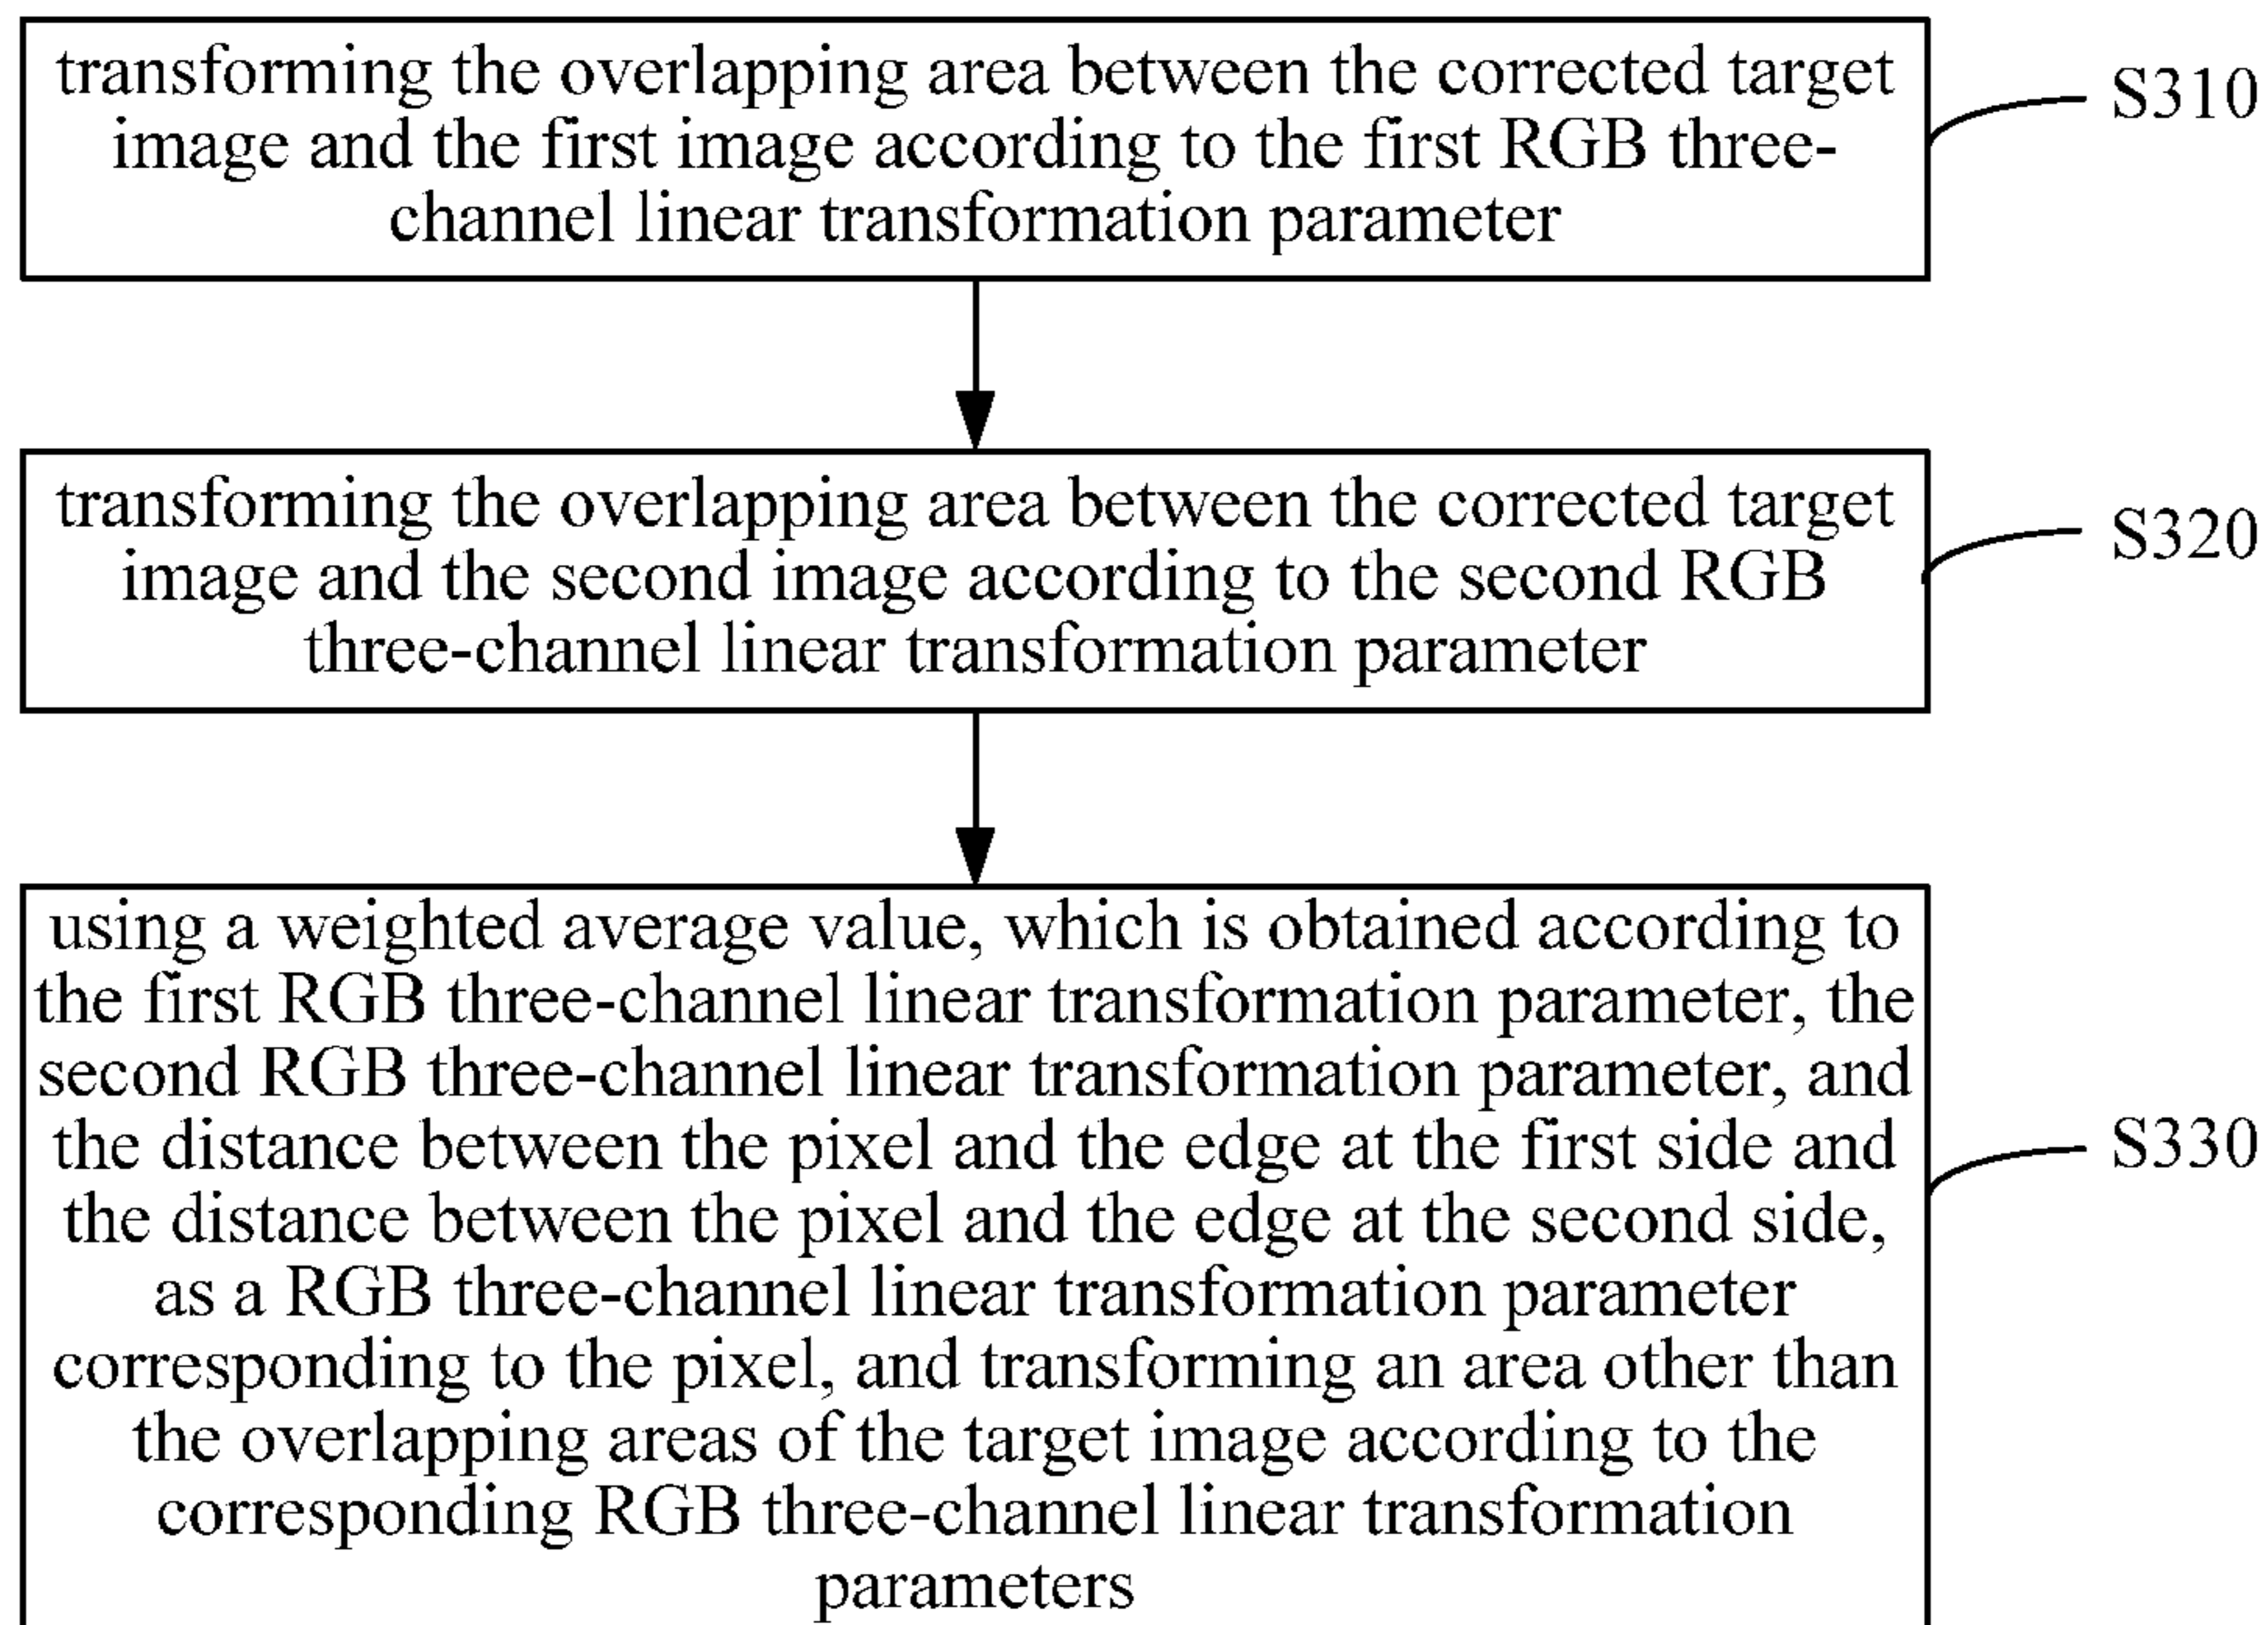 transforming the overlapping area between the corrected target
image and the first image according to the first RGB three-
channel linear transformation parameter
S310
transforming the overlapping area between the corrected target
image and the second image according to the second RGB
three-channel linear transformation parameter
S320
using a weighted average value, which is obtained according to
the first RGB three-channel linear transformation parameter, the
second RGB three-channel linear transformation parameter, and
the distance between the pixel and the edge at the first side and
the distance between the pixel and the edge at the second side,
as a RGB three-channel linear transformation parameter
corresponding to the pixel, and transforming an area other than
the overlapping areas of the target image according to the
corresponding RGB three-channel linear transformation
parameters
S330